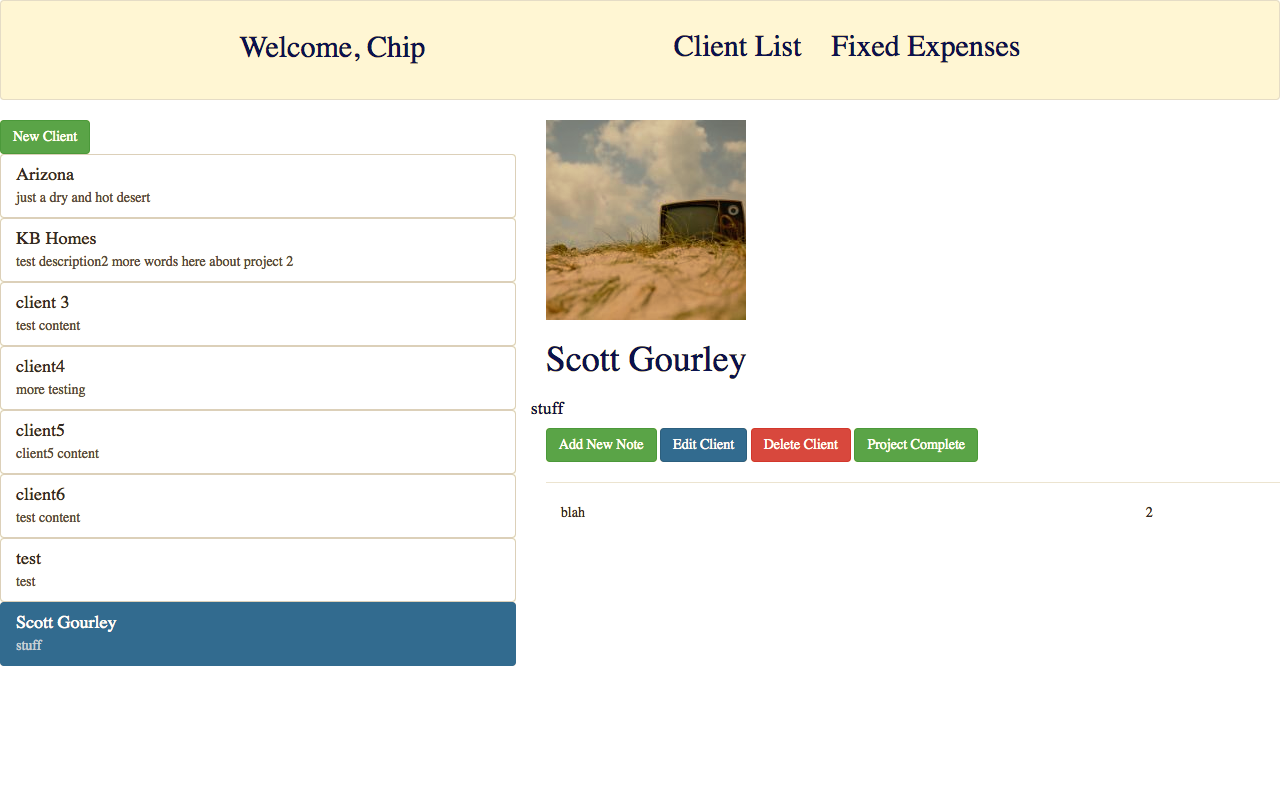 Welcome, Chip
Client List Fixed Expenses
New Client
Arizona
just a dry and hot desert
KB Homes
test description2 more words here about project 2
client 3
test content
client4
more testing
client5
client5 content
client6
test content
test
test
Scott Gourley
stuff
Scott Gourley
stuff
Add New Note Edit Client Delete Client Project Complete
blah 2